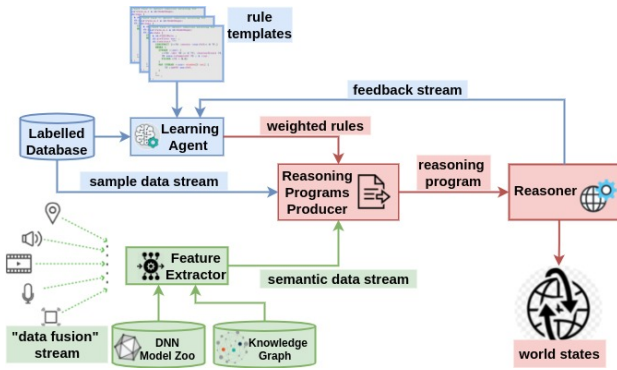 rule
templates
feedback stream
Labelled
Database
Learning
Agent
weighted rules
sample data stream
Reasoning
Programs
Producer
reasoning
program
Reasoner
Feature
Extractor
semantic data stream
"data fusion"
stream
DNN
Model Zoo
Knowledge
Graph
world states